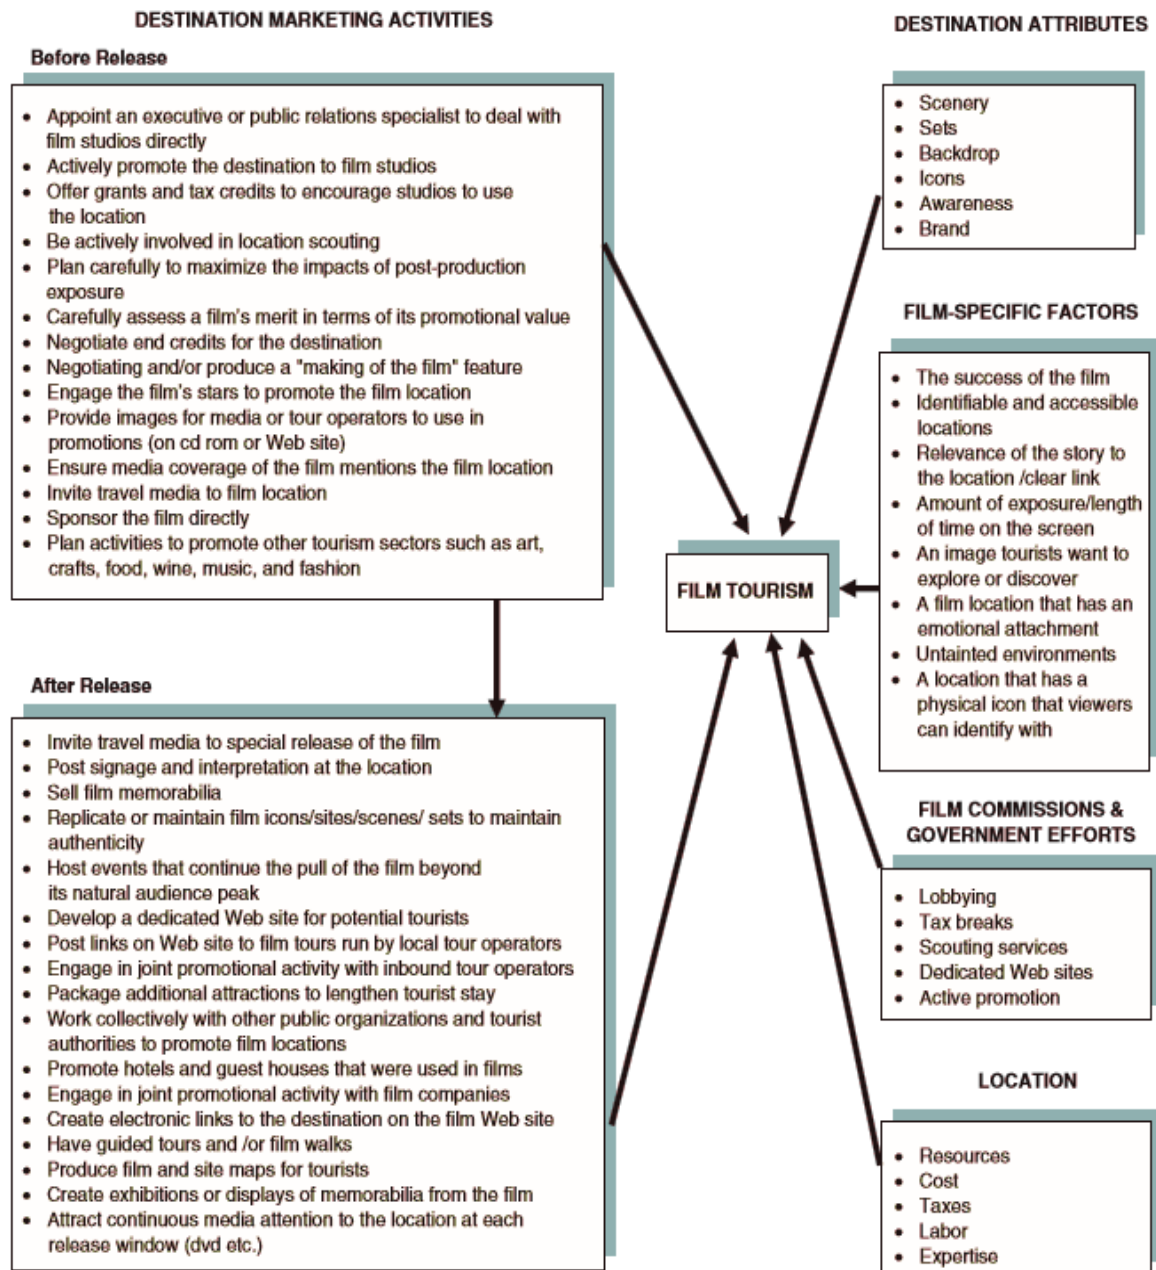 DESTINATION MARKETING ACTIVITIES
Before Release
• Appoint an executive or public relations specialist to deal with
film studios directly
• Actively promote the destination to film studios
• Offer grants and tax credits to encourage studios to use
the location
• Be actively involved in location scouting
• Plan carefully to maximize the impacts of post-production
exposure
• Carefully assess a film's merit in terms of its promotional value
• Negotiate end credits for the destination
• Negotiating and/or produce a "making of the film" feature
• Engage the film's stars to promote the film location
• Provide images for media or tour operators to use in
promotions (on cd rom or Web site)
• Ensure media coverage of the film mentions the film location
• Invite travel media to film location
• Sponsor the film directly
• Plan activities to promote other tourism sectors such as art,
crafts, food, wine, music, and fashion
After Release
• Invite travel media to special release of the film
• Post signage and interpretation at the location
• Sell film memorabilia
• Replicate or maintain film icons/sites/scenes/ sets to maintain
authenticity
• Host events that continue the pull of the film beyond
its natural audience peak
• Develop a dedicated Web site for potential tourists
• Post links on Web site to film tours run by local tour operators
• Engage in joint promotional activity with inbound tour operators
• Package additional attractions to lengthen tourist stay
• Work collectively with other public organizations and tourist
authorities to promote film locations
• Promote hotels and guest houses that were used in films
• Engage in joint promotional activity with film companies
• Create electronic links to the destination on the film Web site
• Have guided tours and /or film walks
• Produce film and site maps for tourists
• Create exhibitions or displays of memorabilia from the film
• Attract continuous media attention to the location at each
release window (dvd etc.)
FILM TOURISM
DESTINATION ATTRIBUTES
• Scenery
• Sets
• Backdrop
• Icons
• Awareness
• Brand
FILM-SPECIFIC FACTORS
• The success of the film
• Identifiable and accessible
locations
• Relevance of the story to
the location /clear link
• Amount of exposure/length
of time on the screen
• An image tourists want to
explore or discover
• A film location that has an
emotional attachment
• Untainted environments
• A location that has a
physical icon that viewers
can identify with
FILM COMMISSIONS &
GOVERNMENT EFFORTS
• Lobbying
• Tax breaks
• Scouting services
• Dedicated Web sites
• Active promotion
LOCATION
• Resources
• Cost
• Taxes
• Labor
• Expertise